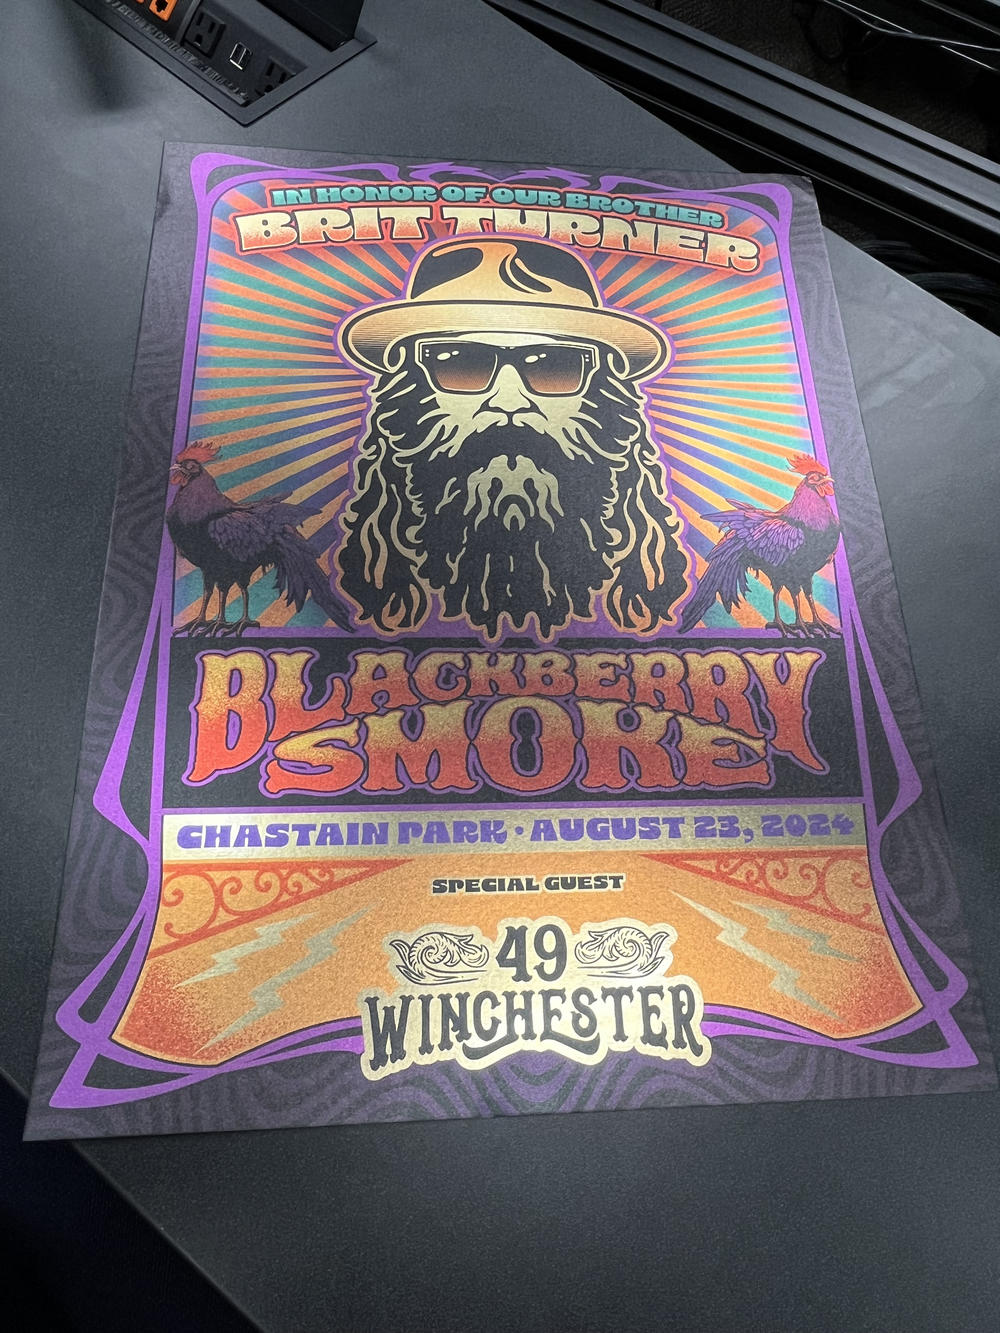 IN HONOR OF OUR BROTHER
BRIT TURNER
BLACKBERRY
SMOKE
CHASTAIN PARK · AUGUST 23, 2024
SPECIAL GUEST
49
WINCHESTER